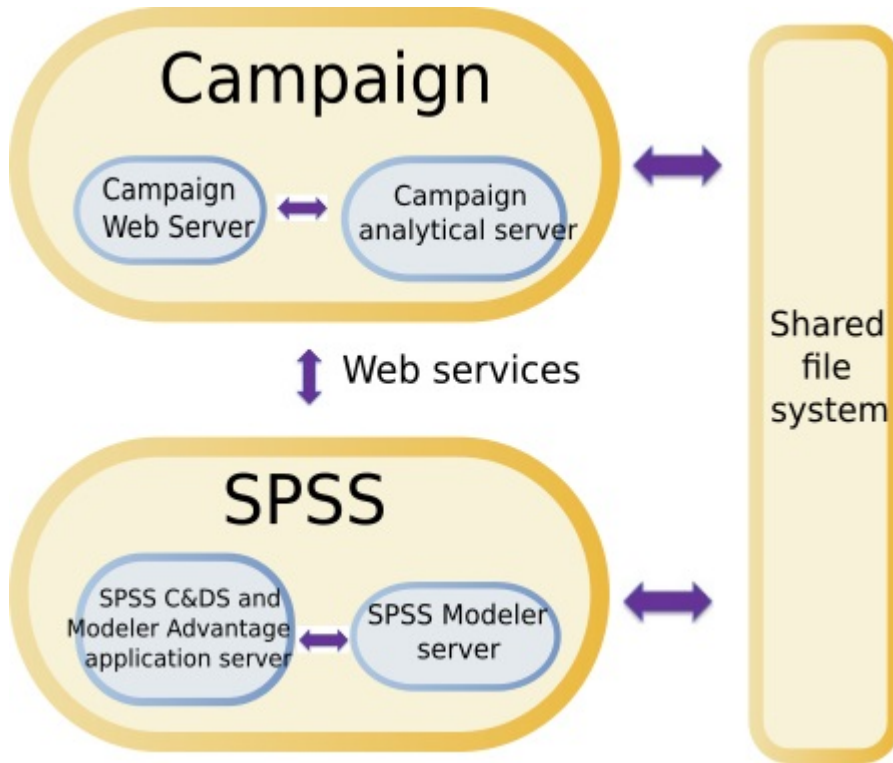 Campaign
Campaign
Web Server
Campaign
analytical server
Web services
Shared
file
system
SPSS
SPSS C&DS and
Modeler Advantage
application server
SPSS Modeler
server